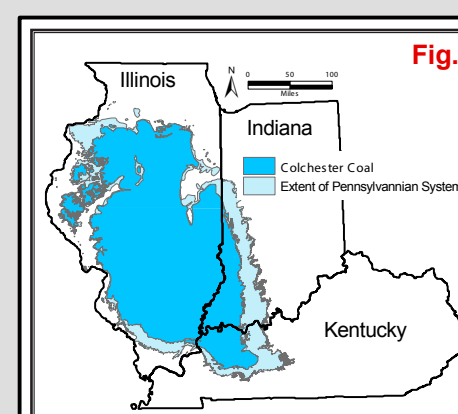 Fig.
Illinois
N
0 50 100
Miles
Indiana
Colchester Coal
Extent of Pennsylvannian System
Kentucky